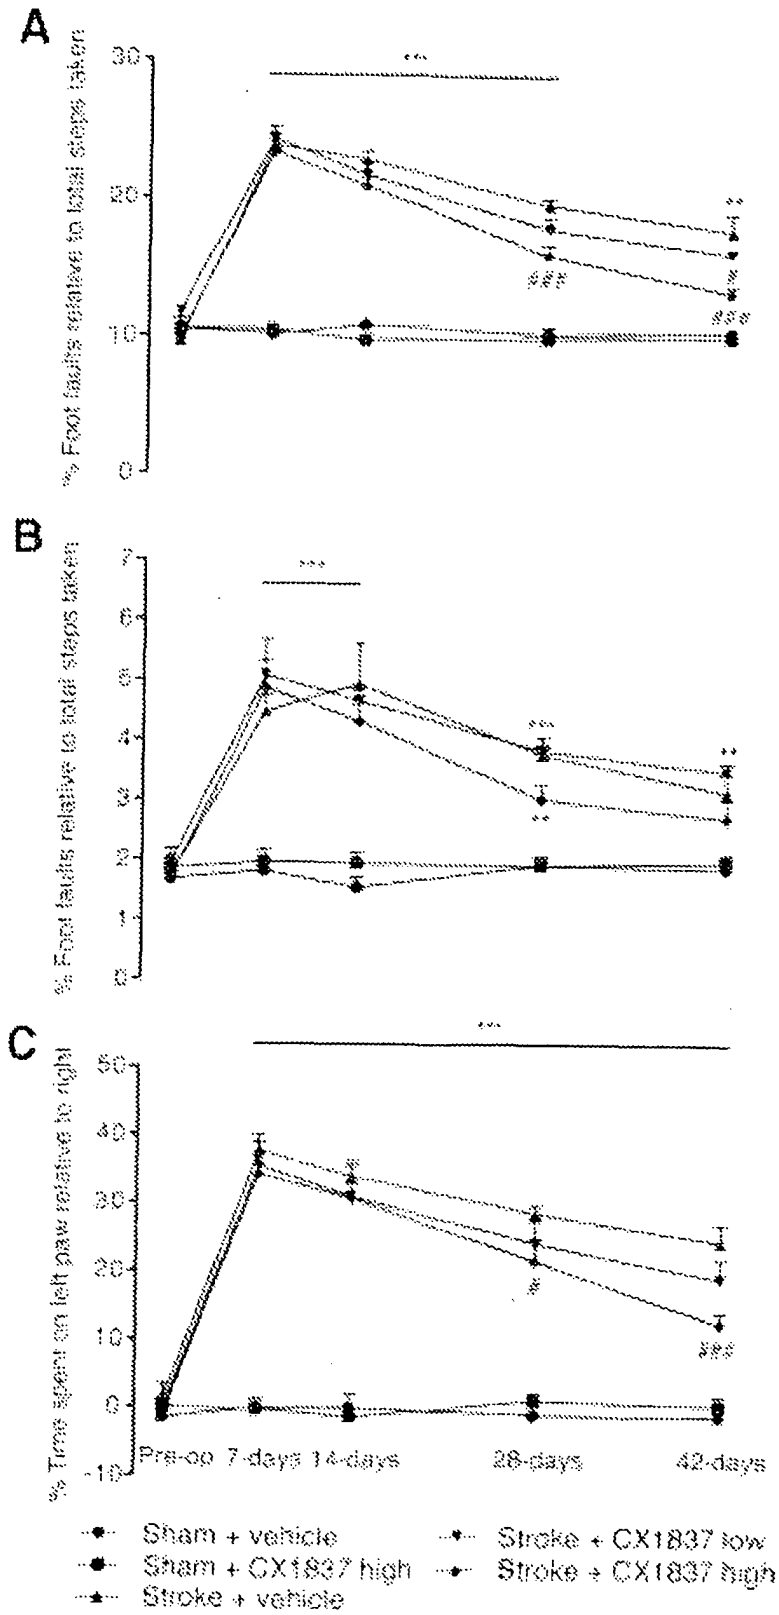 A
% Foot faults relative to total steps taken
30
20
10
0
***
###
**
#
###
B
% Foot faults relative to total steps taken
7
6
5
4
3
2
1
0
***
***
**
**
C
% Time spent on left paw relative to right
50
40
30
20
10
0
-10
***
#
###
Pre-op 7-days 14-days 28-days 42-days
Sham + vehicle
Sham + CX1837 high
Stroke + vehicle
Stroke + CX1837 low
Stroke + CX1837 high